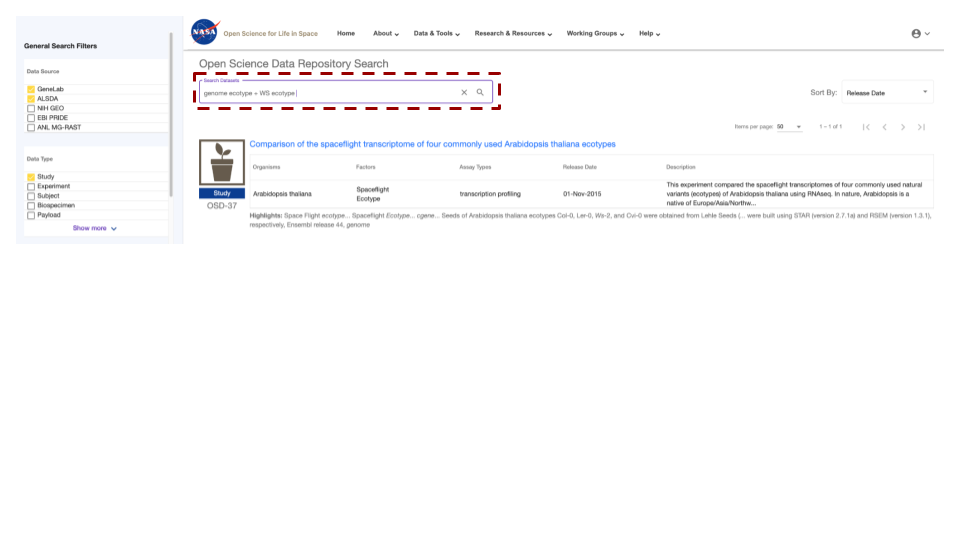 NASA
Open Science for Life in Space
Home
About
Data & Tools
Research & Resources
Working Groups
Help
General Search Filters
Data Source
GeneLab
ALSDA
NIH GEO
EBI PRIDE
ANL MG-RAST
Data Type
Study
Experiment
Subject
Biospecimen
Payload
Show more
Open Science Data Repository Search
Search Datasets
genome ecotype + WS ecotype
Sort By: Release Date
Items per page: 50
1 – 1 of 1
Comparison of the spaceflight transcriptome of four commonly used Arabidopsis thaliana ecotypes
Organisms Factors Assay Types Release Date Description
Study
OSD-37
Arabidopsis thaliana
Spaceflight
Ecotype
transcription profiling
01-Nov-2015
This experiment compared the spaceflight transcriptomes of four commonly used natural
variants (ecotypes) of Arabidopsis thaliana using RNAseq. In nature, Arabidopsis is a
native of Europe/Asia/Northw...
Highlights: Space Flight ecotype... Spaceflight Ecotype... cgene... Seeds of Arabidopsis thaliana ecotypes Col-0, Ler-0, Ws-2, and Cvi-0 were obtained from Lehle Seeds (... were built using STAR (version 2.7.1a) and RSEM (version 1.3.1),
respectively, Ensembl release 44, genome